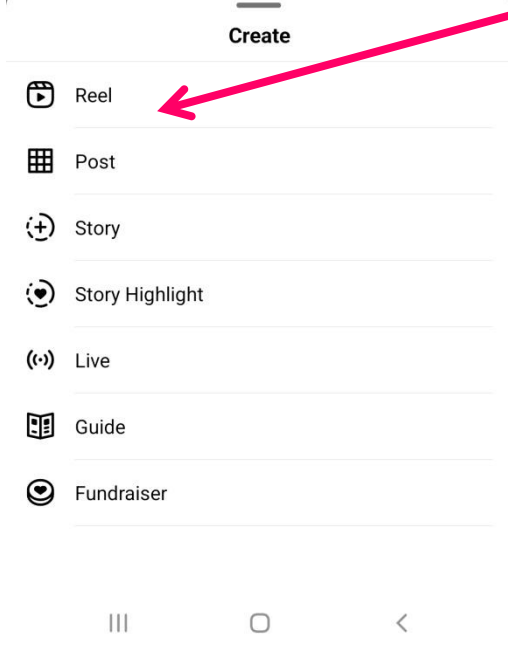 Create
Reel
Post
Story
Story Highlight
Live
Guide
Fundraiser